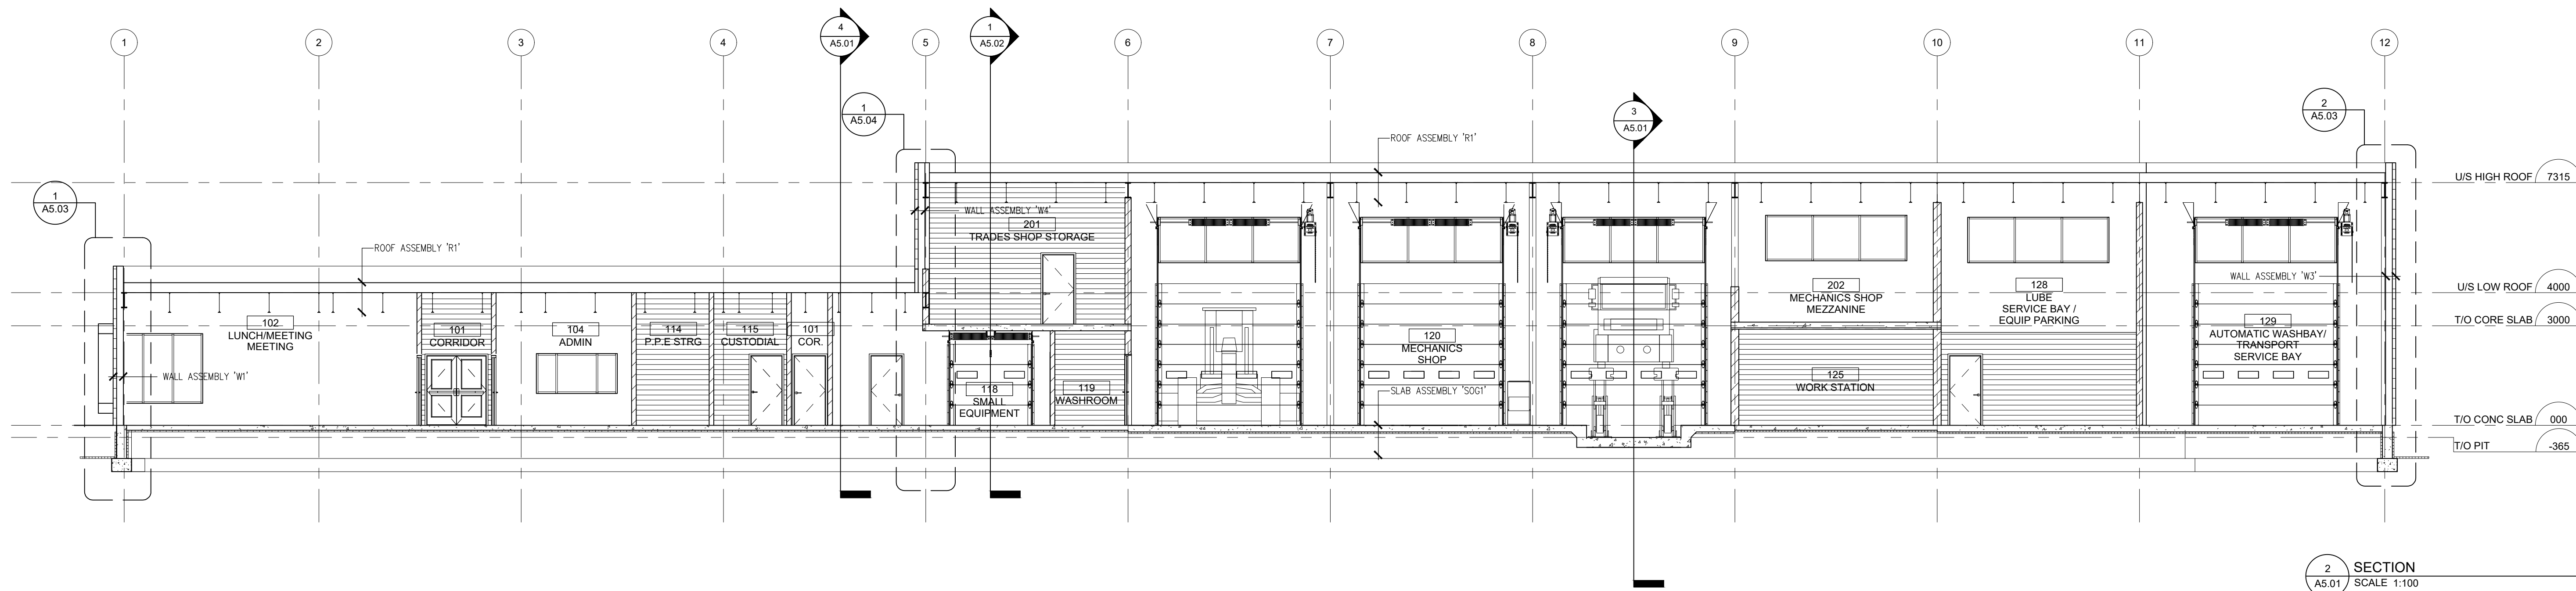 1
2
3
4
4
A5.01
5
1
A5.02
6
7
8
9
10
11
12
1
A5.04
3
A5.01
2
A5.03
ROOF ASSEMBLY 'R1'
U/S HIGH ROOF 7315
1
A5.03
WALL ASSEMBLY 'W4'
201
TRADES SHOP STORAGE
ROOF ASSEMBLY 'R1'
WALL ASSEMBLY 'W3'
U/S LOW ROOF 4000
102
LUNCH/MEETING
MEETING
101
CORRIDOR
104
ADMIN
114
P.P.E STRG
115
CUSTODIAL
101
COR.
202
MECHANICS SHOP
MEZZANINE
128
LUBE
SERVICE BAY /
EQUIP PARKING
129
AUTOMATIC WASHBAY/
TRANSPORT
SERVICE BAY
T/O CORE SLAB 3000
120
MECHANICS
SHOP
WALL ASSEMBLY 'W1'
118
SMALL
EQUIPMENT
119
WASHROOM
SLAB ASSEMBLY 'SOG1'
125
WORK STATION
T/O CONC SLAB 000
T/O PIT -365
2
A5.01
SECTION
SCALE 1:100